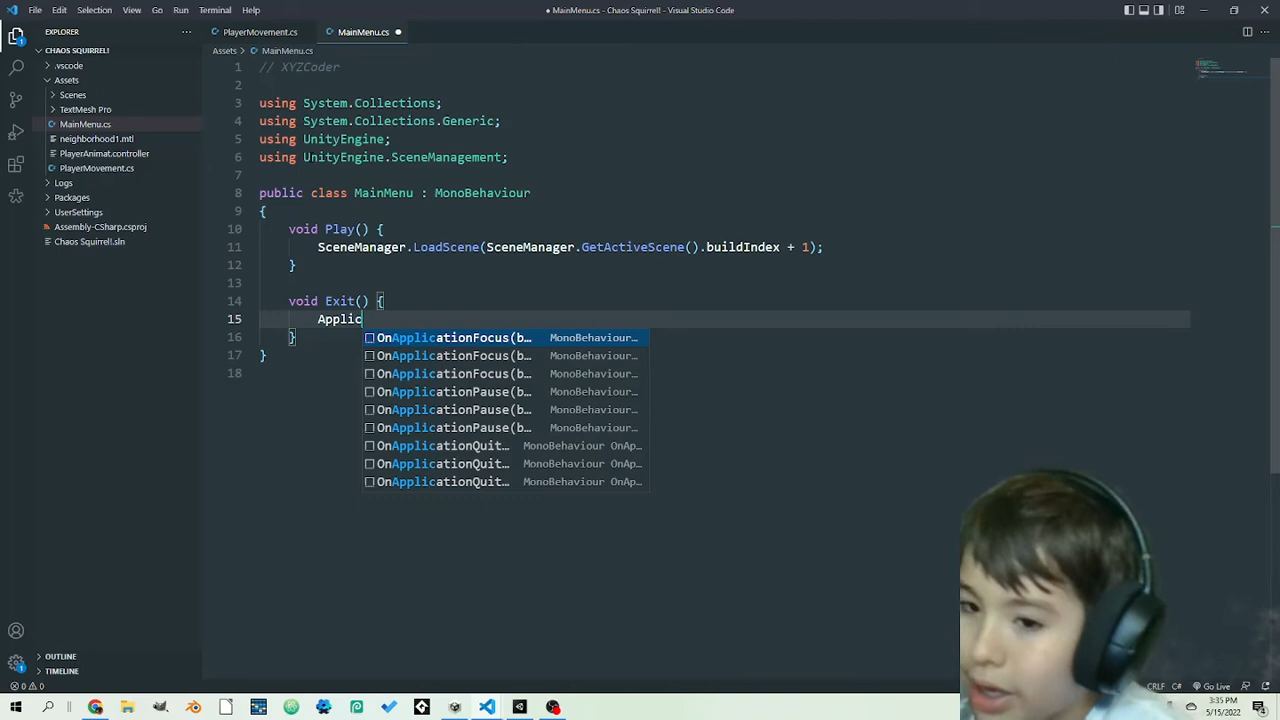 File Edit Selection View Go Run Terminal Help
● MainMenu.cs - Chaos Squirrell - Visual Studio Code
EXPLORER
CHAOS SQUIRRELL
.vscode
Assets
Scenes
TextMesh Pro
MainMenu.cs
neighborhood1.mtl
PlayerAnimat.controller
PlayerMovement.cs
Logs
Packages
UserSettings
Assembly-CSharp.csproj
Chaos Squirell.sln
OUTLINE
TIMELINE
PlayerMovement.cs MainMenu.cs ●
Assets > MainMenu.cs
1 // XYZCoder
2
3 using System.Collections;
4 using System.Collections.Generic;
5 using UnityEngine;
6 using UnityEngine.SceneManagement;
7
8 public class MainMenu : MonoBehaviour
9 {
10 void Play() {
11 SceneManager.LoadScene(SceneManager.GetActiveScene().buildIndex + 1);
12 }
13
14 void Exit() {
15 Applic
16 }
17 }
18
OnApplicationFocus(b… MonoBehaviour…
OnApplicationFocus(b… MonoBehaviour…
OnApplicationFocus(b… MonoBehaviour…
OnApplicationPause(b… MonoBehaviour…
OnApplicationPause(b… MonoBehaviour…
OnApplicationPause(b… MonoBehaviour…
OnApplicationQuit… MonoBehaviour OnAp…
OnApplicationQuit… MonoBehaviour OnAp…
OnApplicationQuit… MonoBehaviour OnAp…
0 0
CRLF C# Go Live
3:35 PM
5/15/2022